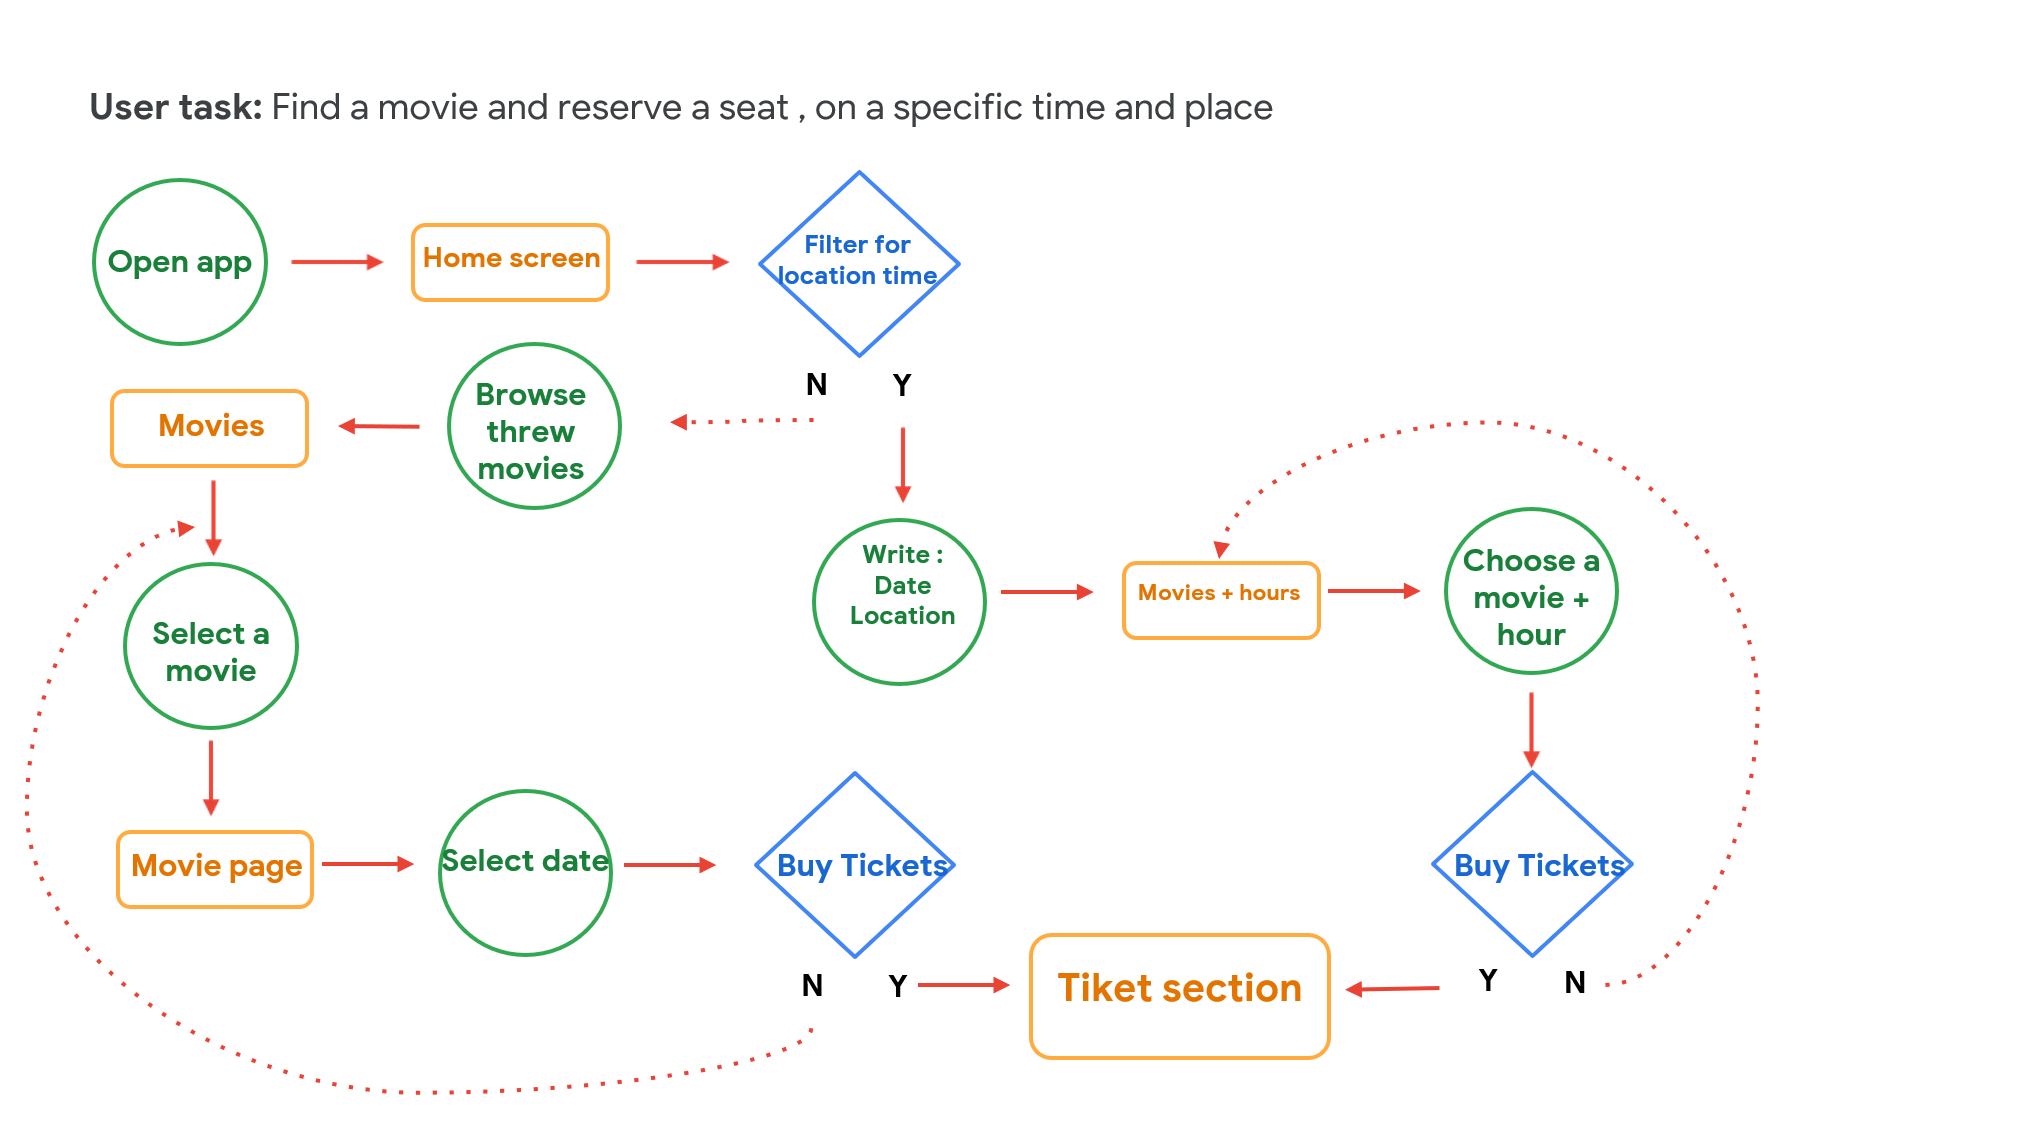 User task: Find a movie and reserve a seat , on a specific time and place
Open app
Home screen
Filter for
location time
N
Y
Browse
threw
movies
Movies
Select a
movie
Movie page
Select date
Buy Tickets
N
Y
Write :
Date
Location
Movies + hours
Choose a
movie +
hour
Buy Tickets
Y
N
Tiket section